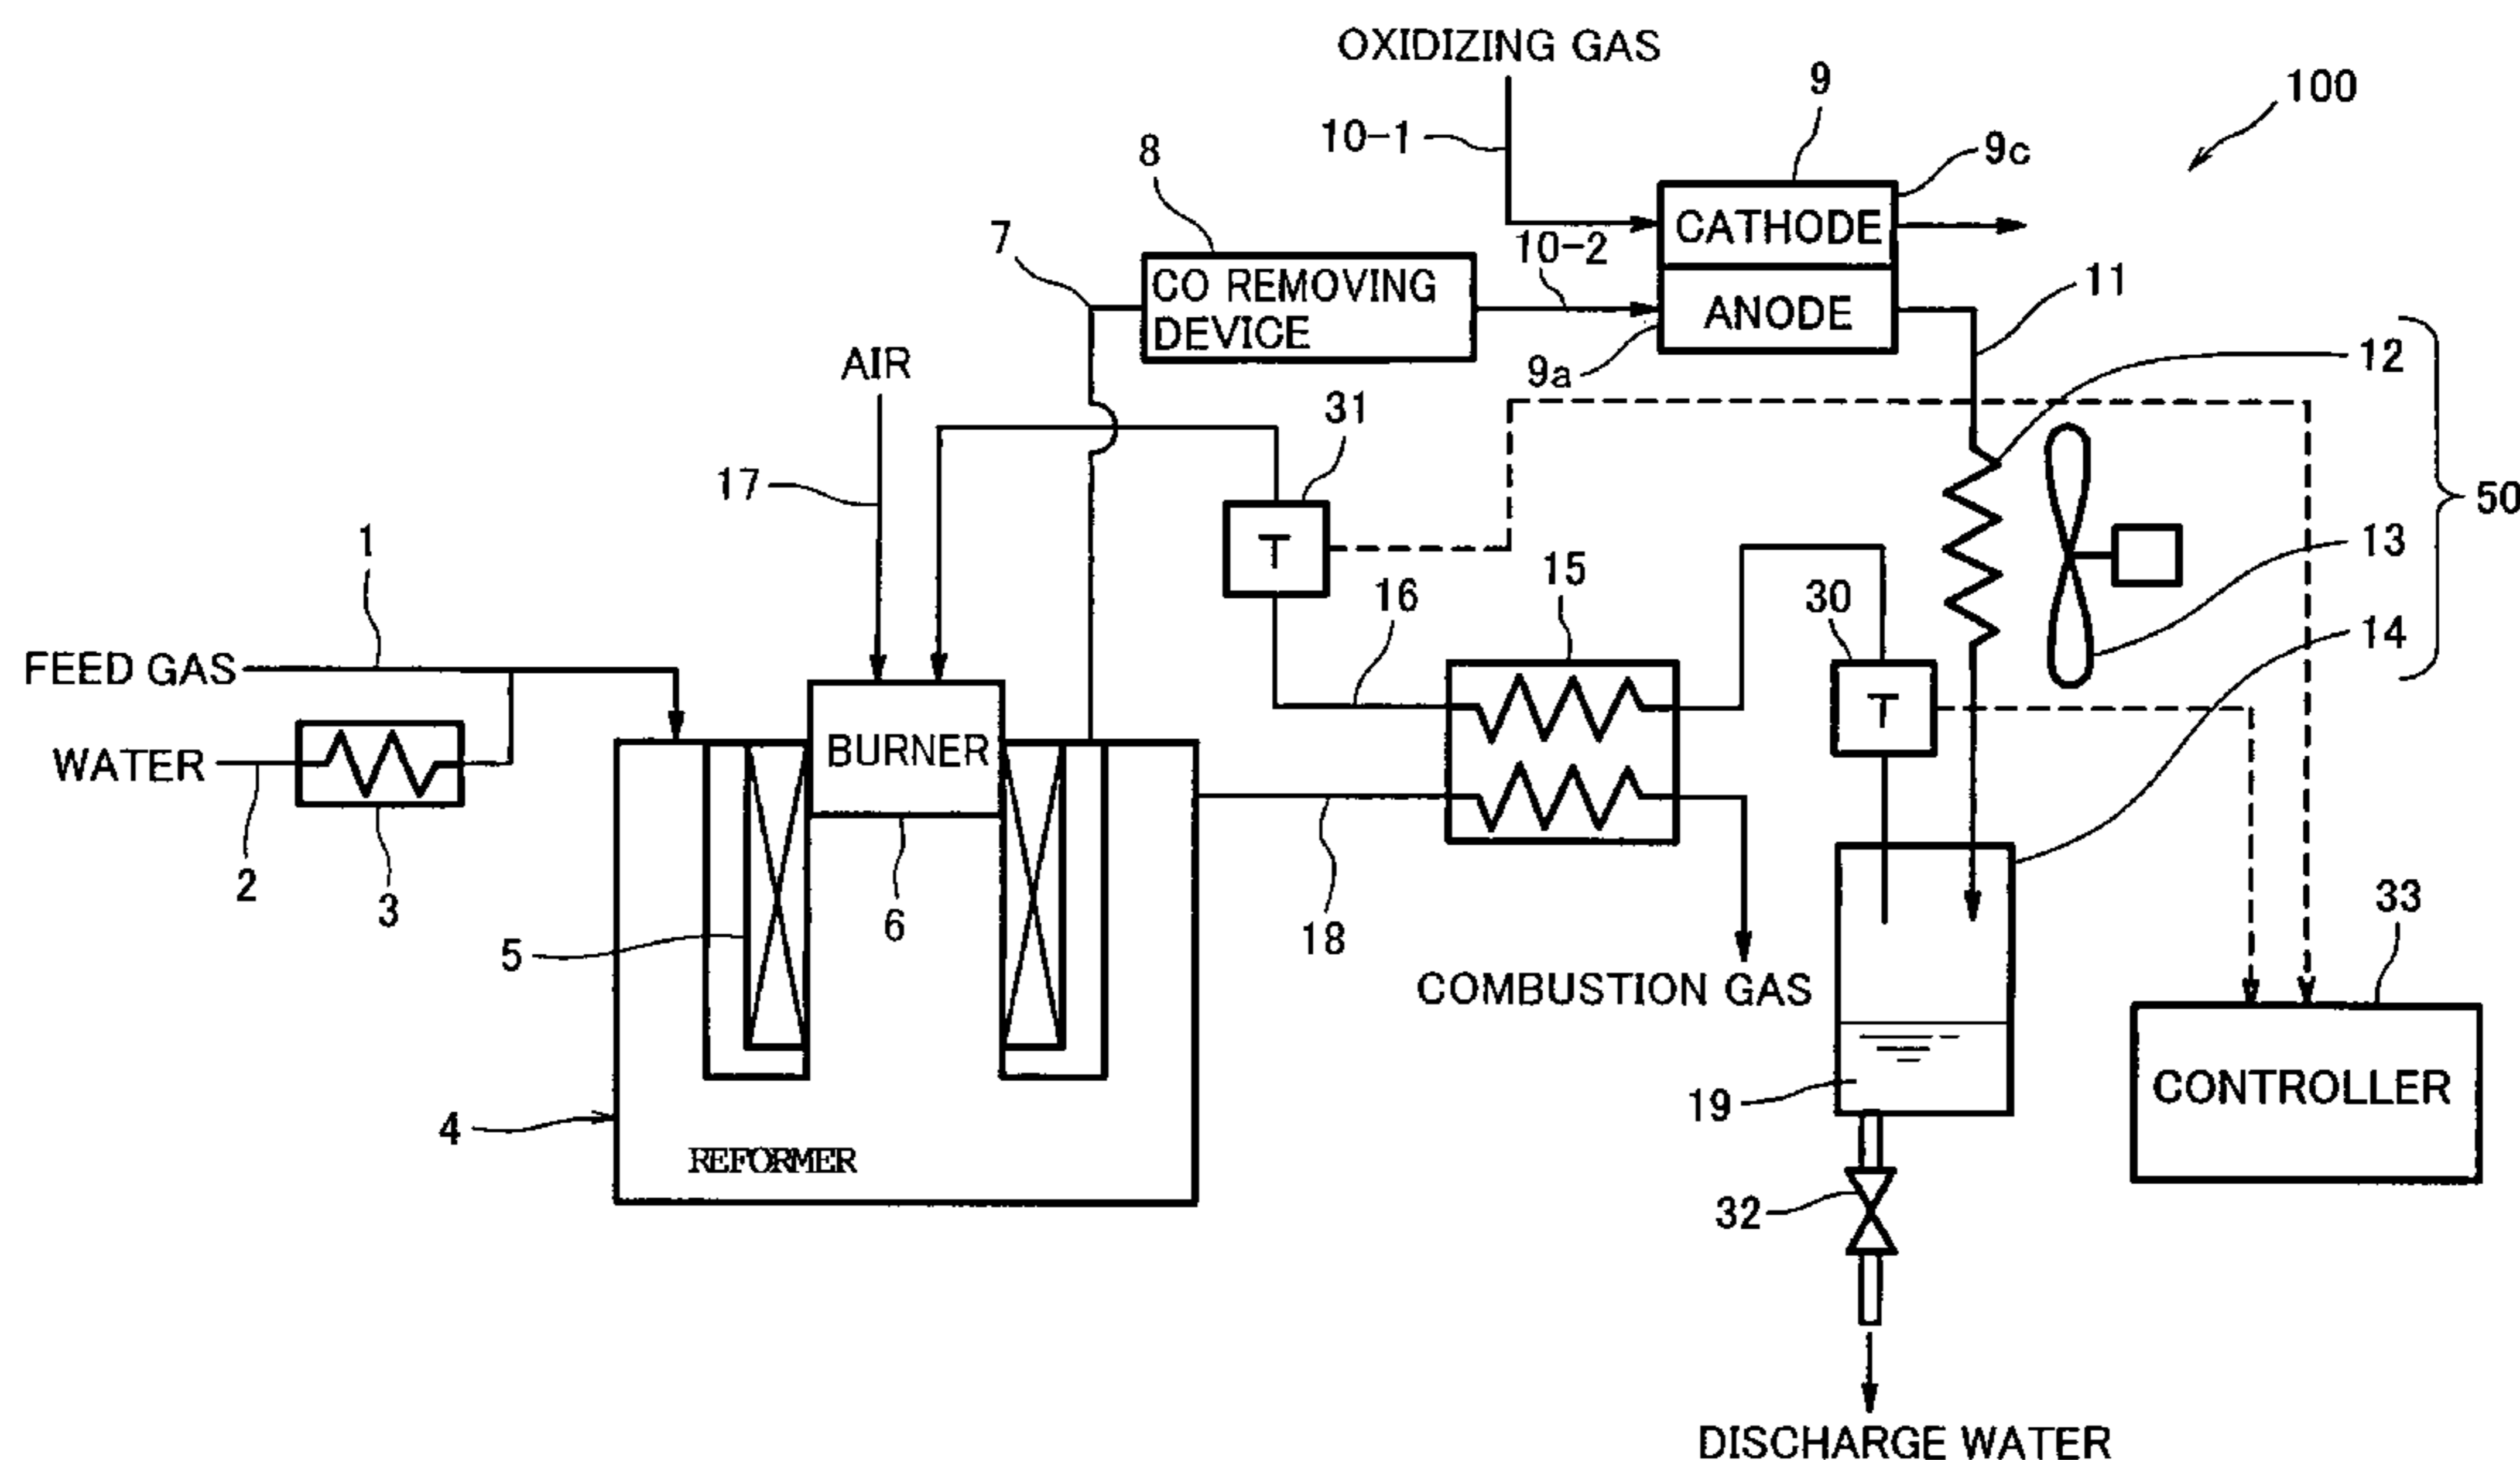 OXIDIZING GAS
100
9
9c
10-1
8
CATHODE
10-2
7
CO REMOVING
DEVICE
ANODE
11
9a
12
AIR
31
17
T
50
13
15
30
16
14
1
FEED GAS
T
WATER
BURNER
2
3
6
5
18
33
COMBUSTION GAS
CONTROLLER
19
4
REFORMER
32
DISCHARGE WATER